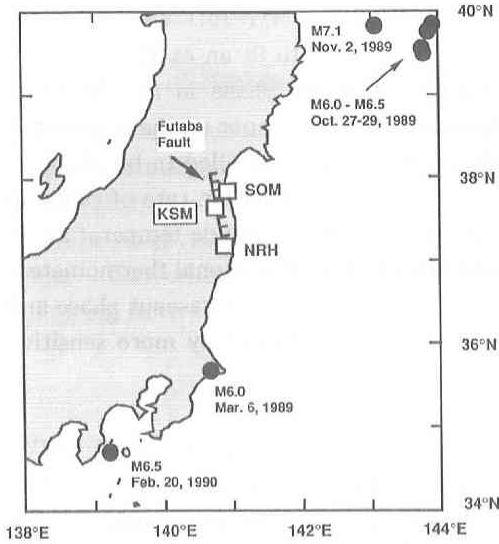 40°N
M7.1
Nov. 2, 1989
M6.0 - M6.5
Oct. 27-29, 1989
Futaba
Fault
38°N
SOM
KSM
NRH
36°N
M6.0
Mar. 6, 1989
M6.5
Feb. 20, 1990
34°N
138°E
140°E
142°E
144°E